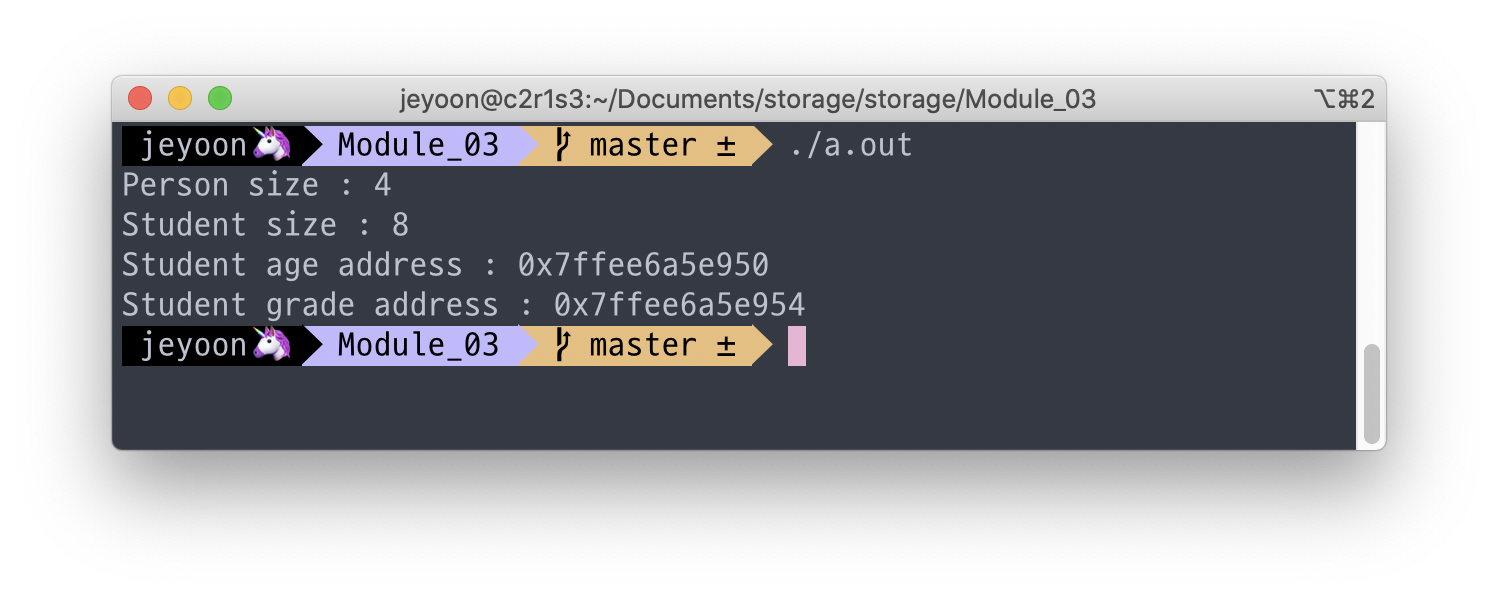 jeyoon@c2r1s3:~/Documents/storage/storage/Module_03 ⌥⌘2
jeyoon🦄 Module_03 master ± ./a.out
Person size : 4
Student size : 8
Student age address : 0x7ffee6a5e950
Student grade address : 0x7ffee6a5e954
jeyoon🦄 Module_03 master ±